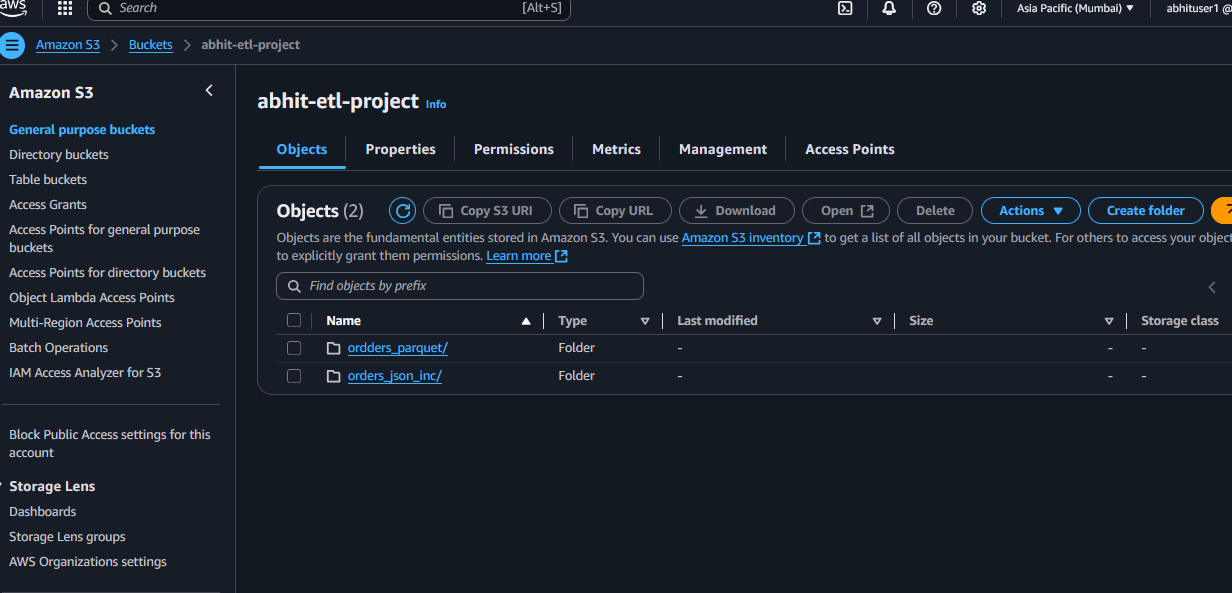 aws
Search [Alt+S]
Asia Pacific (Mumbai)
abhituser1 @
Amazon S3 > Buckets > abhit-etl-project
Amazon S3
General purpose buckets
Directory buckets
Table buckets
Access Grants
Access Points for general purpose
buckets
Access Points for directory buckets
Object Lambda Access Points
Multi-Region Access Points
Batch Operations
IAM Access Analyzer for S3
Block Public Access settings for this
account
Storage Lens
Dashboards
Storage Lens groups
AWS Organizations settings
abhit-etl-project Info
Objects Properties Permissions Metrics Management Access Points
Objects (2) Copy S3 URI Copy URL Download Open Delete Actions Create folder
Objects are the fundamental entities stored in Amazon S3. You can use Amazon S3 inventory to get a list of all objects in your bucket. For others to access your object
to explicitly grant them permissions. Learn more
Find objects by prefix
Name Type Last modified Size Storage class
ordders_parquet/ Folder - - -
orders_json_inc/ Folder - - -